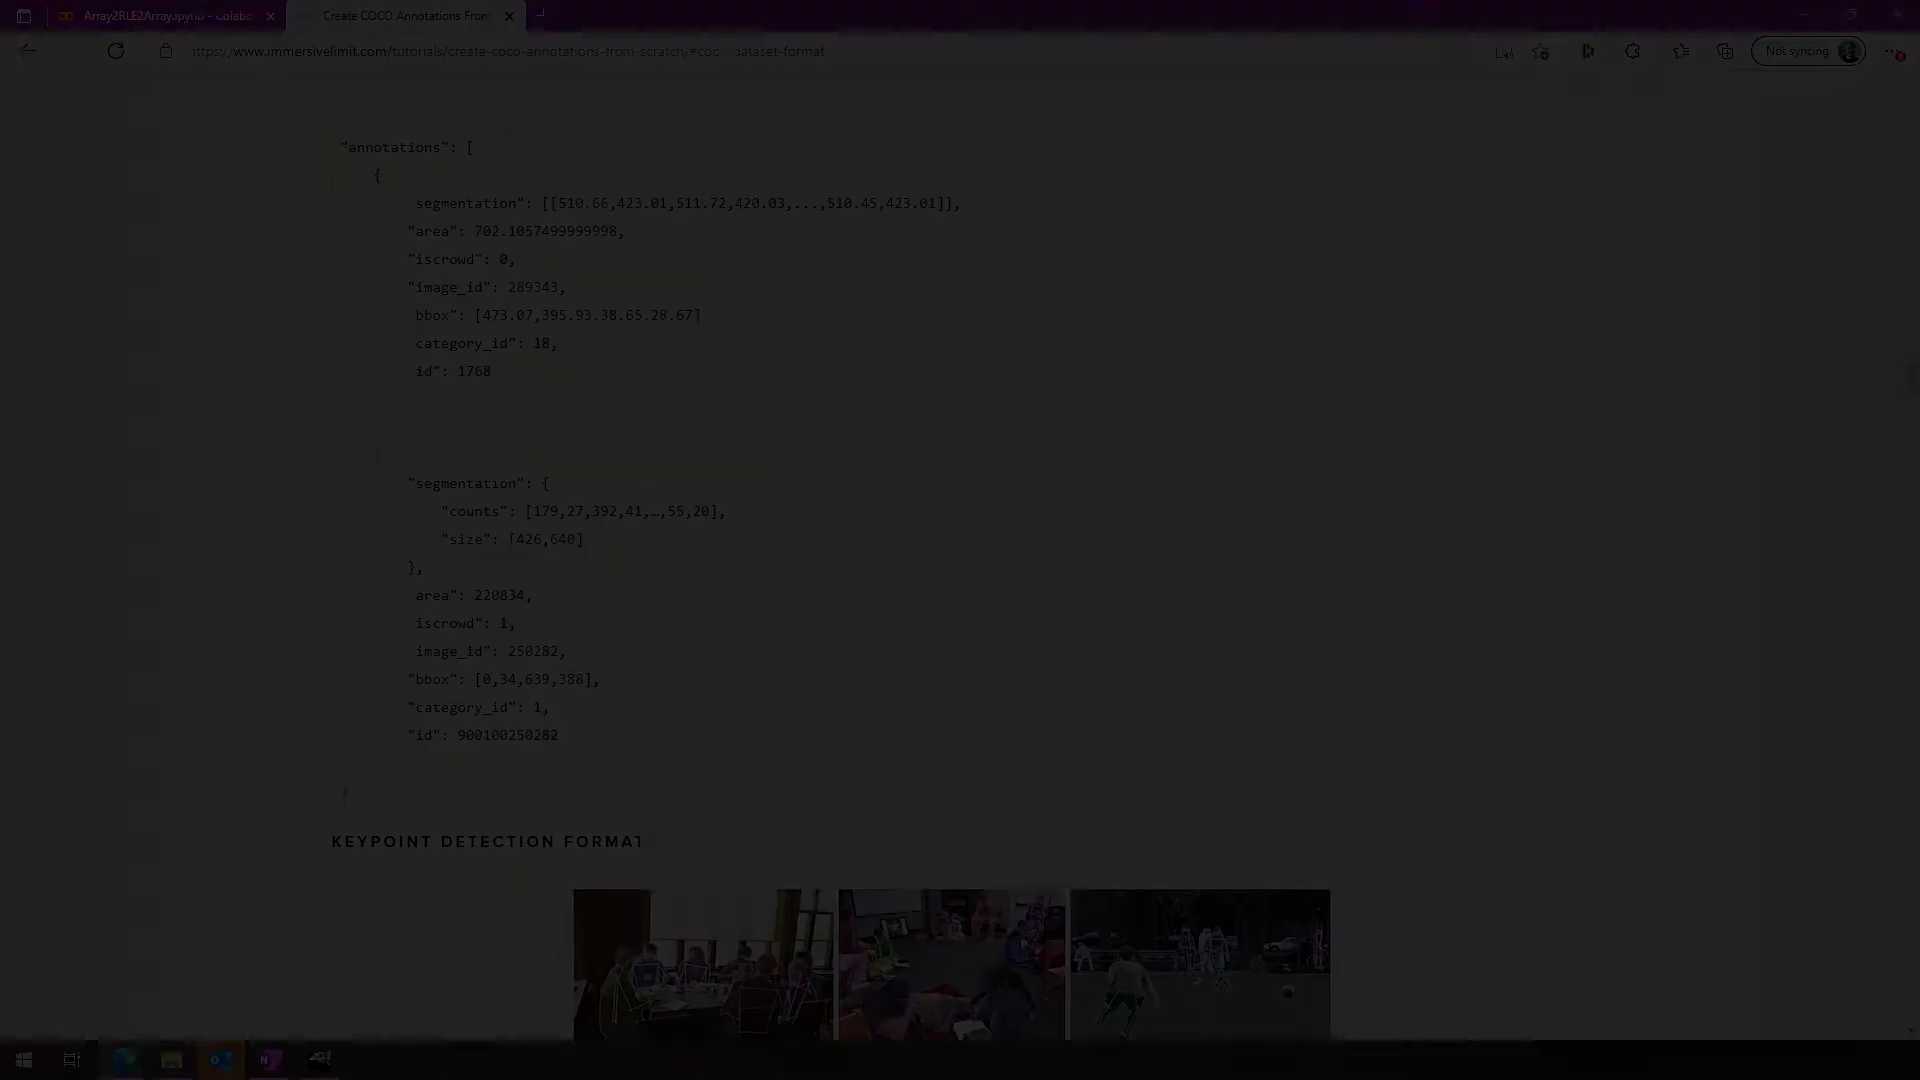 Array2RLE2Array.ipynb - Colabo
Create COCO Annotations From
https://www.immersivelimit.com/tutorials/create-coco-annotations-from-scratch/#coc dataset-format
Not syncing
"annotations": [
{
segmentation": [[510.66,423.01,511.72,420.03,...,510.45,423.01]],
"area": 702.1057499999998,
"iscrowd": 0,
"image_id": 289343,
bbox": [473.07,395.93.38.65.28.67]
category_id": 18,
id": 1768
"segmentation": {
"counts": [179,27,392,41,…,55,20],
"size": [426,640]
},
area": 220834,
iscrowd": 1,
image_id": 250282,
"bbox": [0,34,639,388],
"category_id": 1,
"id": 900100250282
KEYPOINT DETECTION FORMAT